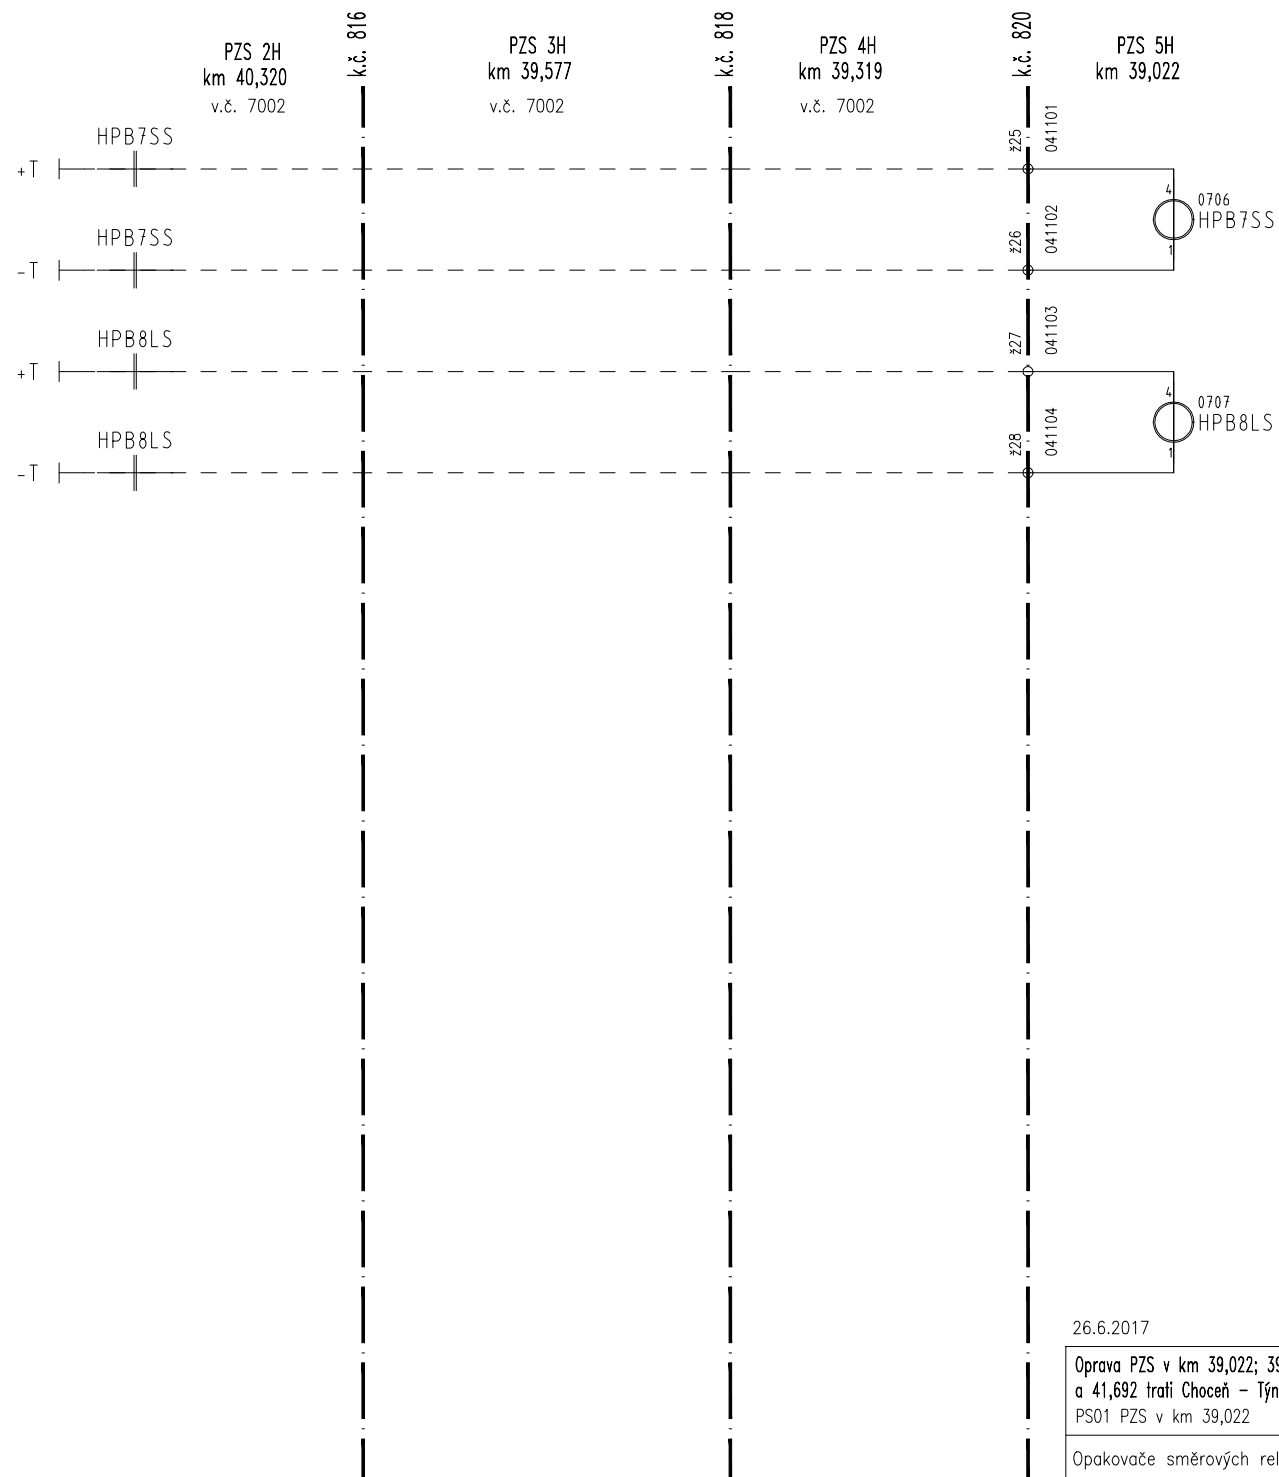 k.č. 816
k.č. 818
k.č. 820
PZS 2H
km 40,320
v.č. 7002
PZS 3H
km 39,577
v.č. 7002
PZS 4H
km 39,319
v.č. 7002
PZS 5H
km 39,022
HPB7SS
+T
ž25
041101
4
0706
HPB7SS
1
HPB7SS
-T
ž26
041102
HPB8LS
+T
ž27
041103
4
0707
HPB8LS
1
HPB8LS
-T
ž28
041104
26.6.2017
Oprava PZS v km 39,022; 39
a 41,692 trati Choceň – Týn
PS01 PZS v km 39,022
Opakovače směrových rel